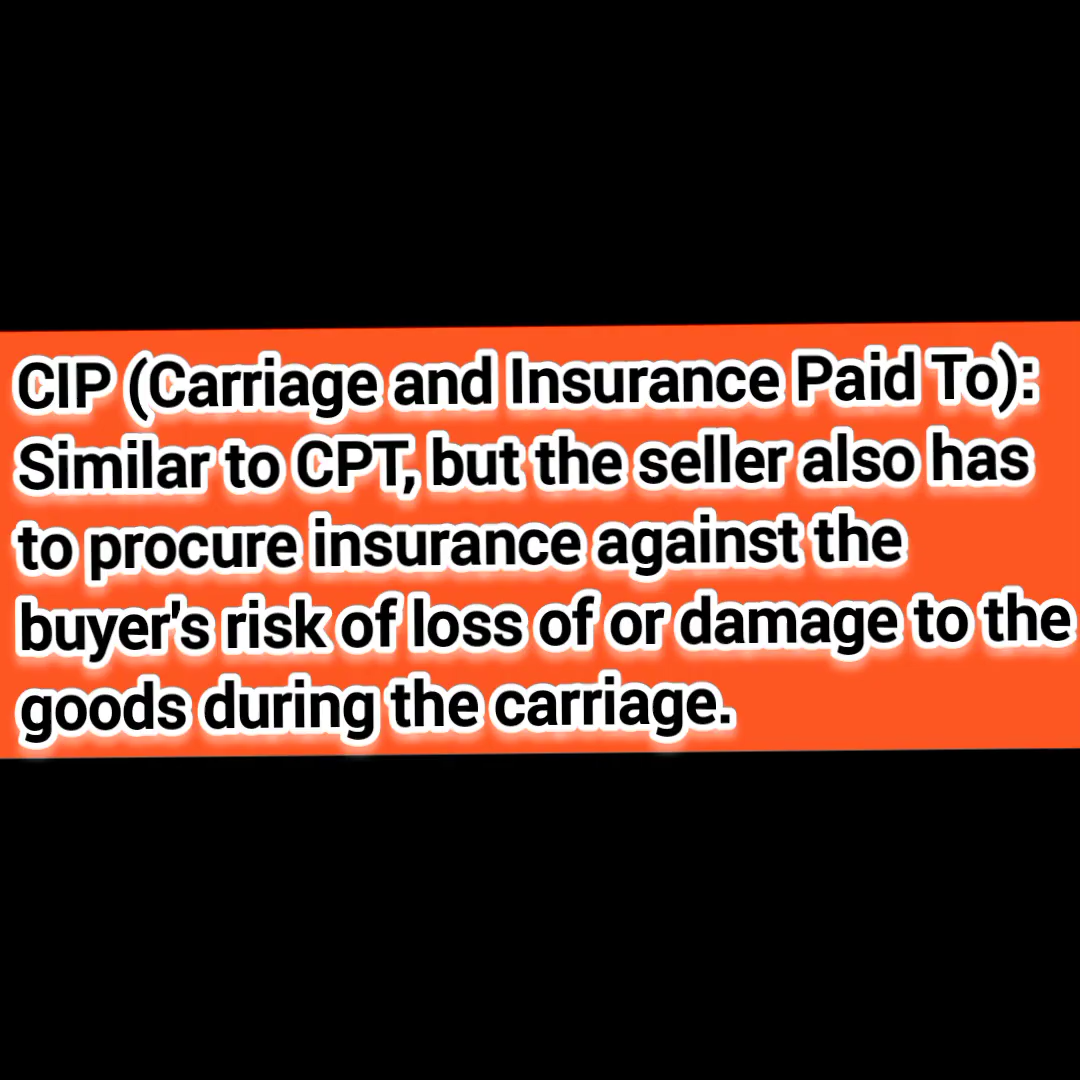 CIP (Carriage and Insurance Paid To):
Similar to CPT, but the seller also has
to procure insurance against the
buyer's risk of loss of or damage to the
goods during the carriage.